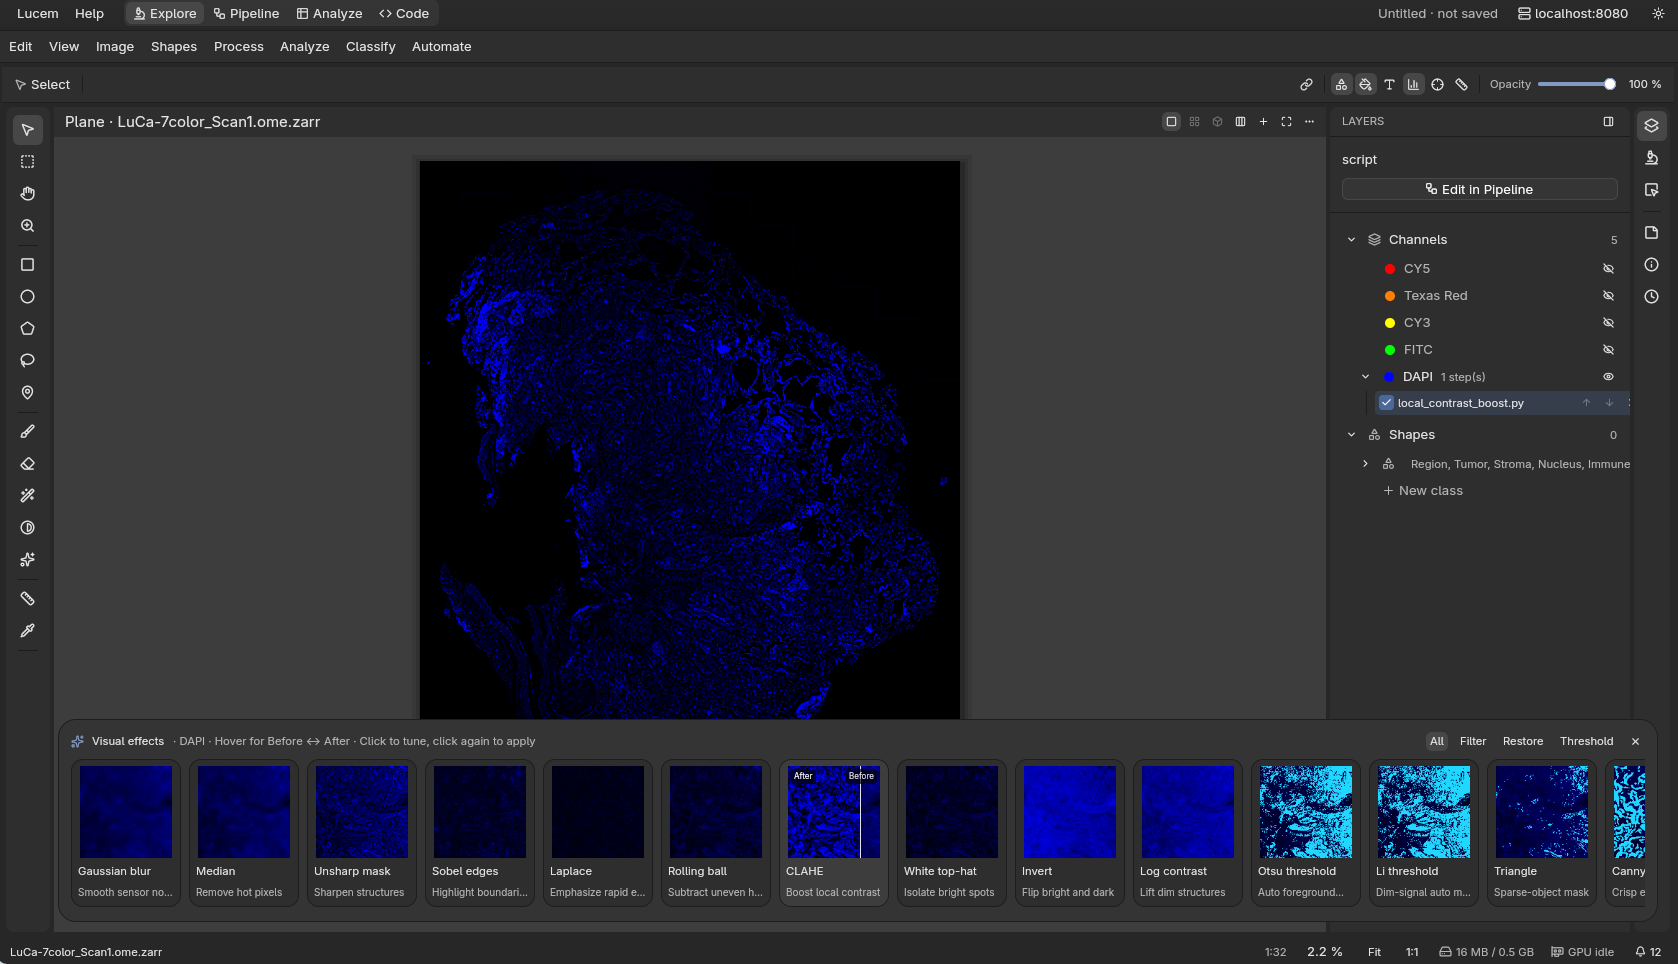 Lucem Help Explore Pipeline Analyze Code Untitled · not saved localhost:8080
Edit View Image Shapes Process Analyze Classify Automate
Select Opacity 100 %
Plane · LuCa-7color_Scan1.ome.zarr
LAYERS
script
Edit in Pipeline
Channels 5
CY5
Texas Red
CY3
FITC
DAPI 1 step(s)
local_contrast_boost.py
Shapes 0
Region, Tumor, Stroma, Nucleus, Immune
+ New class
Visual effects · DAPI · Hover for Before ↔ After · Click to tune, click again to apply All Filter Restore Threshold
After Before
Gaussian blur Median Unsharp mask Sobel edges Laplace Rolling ball CLAHE White top-hat Invert Log contrast Otsu threshold Li threshold Triangle Canny
Smooth sensor no... Remove hot pixels Sharpen structures Highlight boundari... Emphasize rapid e... Subtract uneven h... Boost local contrast Isolate bright spots Flip bright and dark Lift dim structures Auto foreground... Dim-signal auto m... Sparse-object mask Crisp e
LuCa-7color_Scan1.ome.zarr 1:32 2.2 % Fit 1:1 16 MB / 0.5 GB GPU idle 12